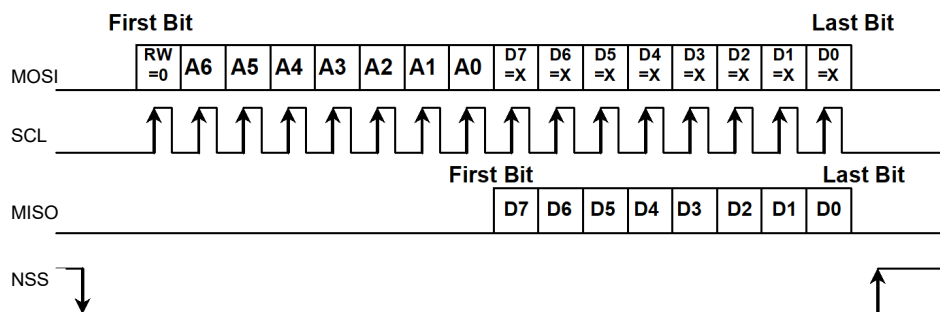 First Bit Last Bit
MOSI RW =0 A6 A5 A4 A3 A2 A1 A0 D7 =X D6 =X D5 =X D4 =X D3 =X D2 =X D1 =X D0 =X
SCL
First Bit Last Bit
MISO D7 D6 D5 D4 D3 D2 D1 D0
NSS